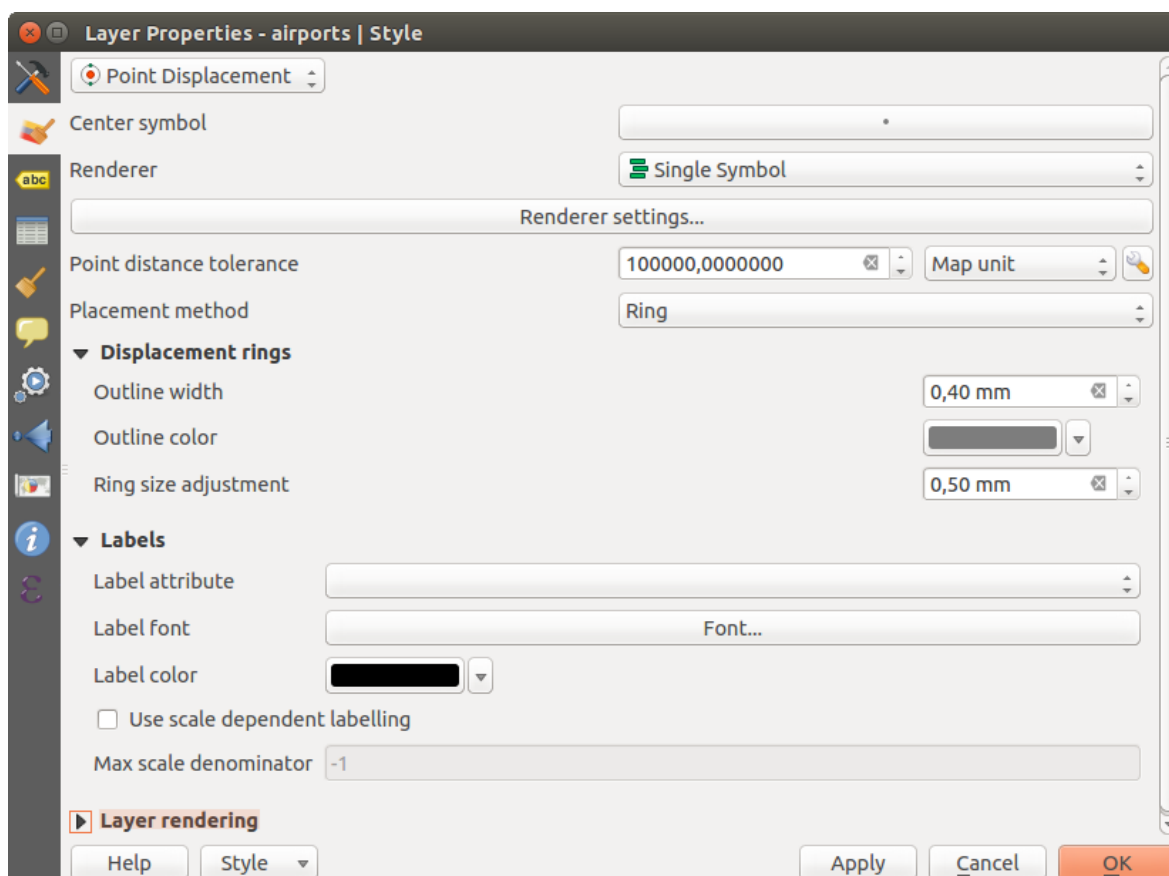 Layer Properties - airports | Style
Point Displacement
Center symbol
Renderer Single Symbol
Renderer settings...
Point distance tolerance 100000,0000000 Map unit
Placement method Ring
Displacement rings
Outline width 0,40 mm
Outline color
Ring size adjustment 0,50 mm
Labels
Label attribute
Label font Font...
Label color
Use scale dependent labelling
Max scale denominator -1
Layer rendering
Help Style Apply Cancel OK
abc